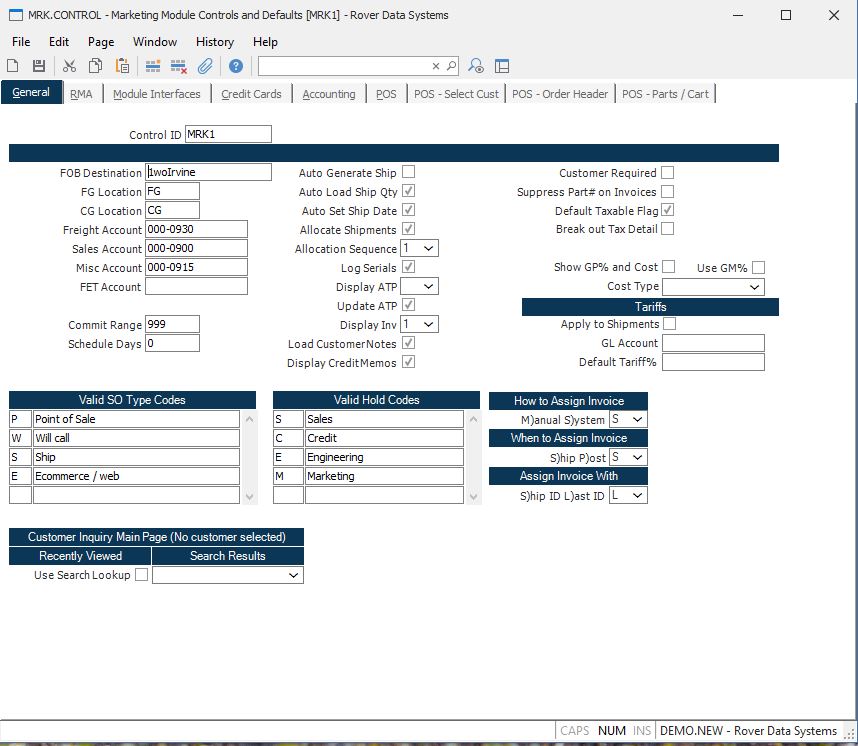 MRK.CONTROL - Marketing Module Controls and Defaults [MRK1] - Rover Data Systems
File Edit Page Window History Help
General RMA Module Interfaces Credit Cards Accounting POS POS - Select Cust POS - Order Header POS - Parts / Cart
Control ID MRK1
FOB Destination 1woIrvine Auto Generate Ship Customer Required
FG Location FG Auto Load Ship Qty Suppress Part# on Invoices
CG Location CG Auto Set Ship Date Default Taxable Flag
Freight Account 000-0930 Allocate Shipments Break out Tax Detail
Sales Account 000-0900 Allocation Sequence 1
Misc Account 000-0915 Log Serials Show GP% and Cost Use GM%
FET Account Display ATP Cost Type
Update ATP Tariffs
Commit Range 999 Display Inv 1 Apply to Shipments
Schedule Days 0 Load CustomerNotes GL Account
Display CreditMemos Default Tariff%
Valid SO Type Codes Valid Hold Codes How to Assign Invoice
P Point of Sale S Sales M)anual S)ystem S
W Will call C Credit When to Assign Invoice
S Ship E Engineering S)hip P)ost S
E Ecommerce / web M Marketing Assign Invoice With
S)hip ID L)ast ID L
Customer Inquiry Main Page (No customer selected)
Recently Viewed Search Results
Use Search Lookup
CAPS NUM INS DEMO.NEW - Rover Data Systems